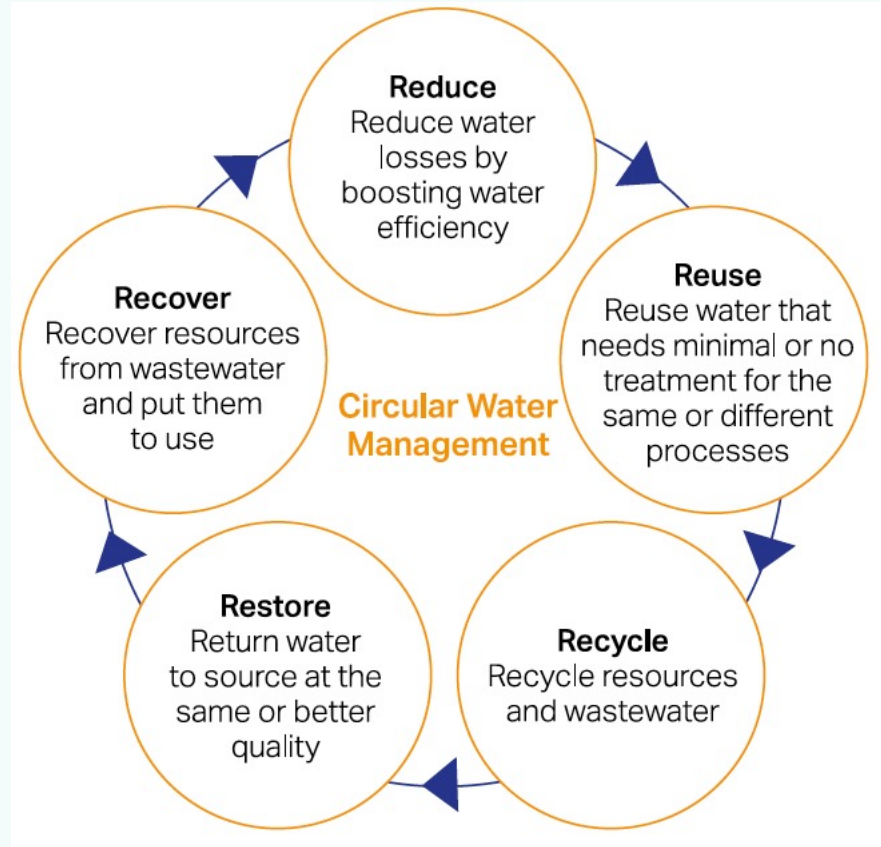 Reduce
Reduce water
losses by
boosting water
efficiency
Reuse
Reuse water that
needs minimal or no
treatment for the
same or different
processes
Recycle
Recycle resources
and wastewater
Restore
Return water
to source at the
same or better
quality
Recover
Recover resources
from wastewater
and put them
to use
Circular Water
Management